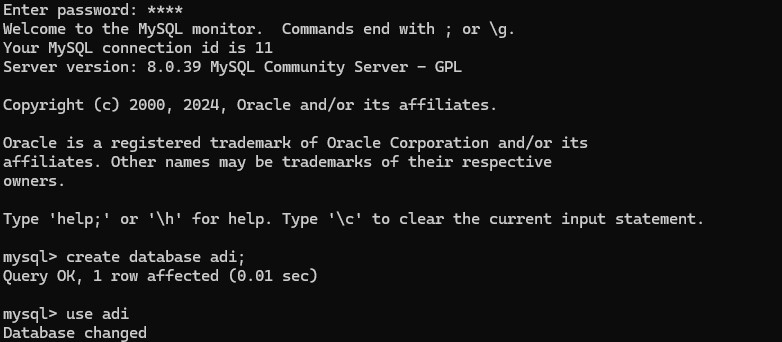 Enter password: ****
Welcome to the MySQL monitor.  Commands end with ; or \g.
Your MySQL connection id is 11
Server version: 8.0.39 MySQL Community Server - GPL

Copyright (c) 2000, 2024, Oracle and/or its affiliates.

Oracle is a registered trademark of Oracle Corporation and/or its
affiliates. Other names may be trademarks of their respective
owners.

Type 'help;' or '\h' for help. Type '\c' to clear the current input statement.

mysql> create database adi;
Query OK, 1 row affected (0.01 sec)

mysql> use adi
Database changed